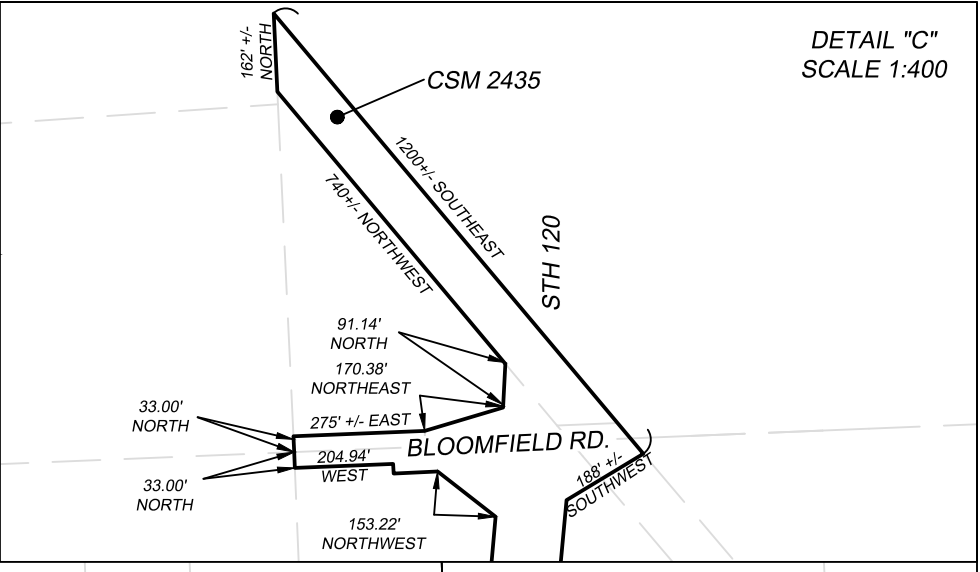 DETAIL "C"
SCALE 1:400
162' +/-
NORTH
CSM 2435
1200+/- SOUTHEAST
740+/- NORTHWEST
STH 120
91.14'
NORTH
170.38'
NORTHEAST
33.00'
NORTH
275' +/- EAST
BLOOMFIELD RD.
204.94'
WEST
188' +/-
SOUTHWEST
33.00'
NORTH
153.22'
NORTHWEST